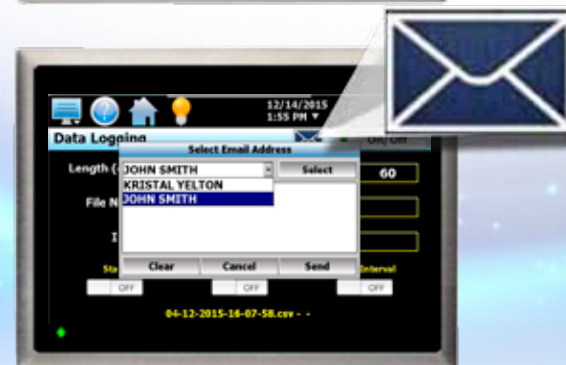 12/14/2015
1:55 PM ▼
Data Logging
On/Off
Select Email Address
Length (
JOHN SMITH
Select
60
KRISTAL YELTON
File N
JOHN SMITH
I
Clear
Cancel
Send
Sta
Interval
OFF
OFF
OFF
04-12-2015-16-07-58.csv - -